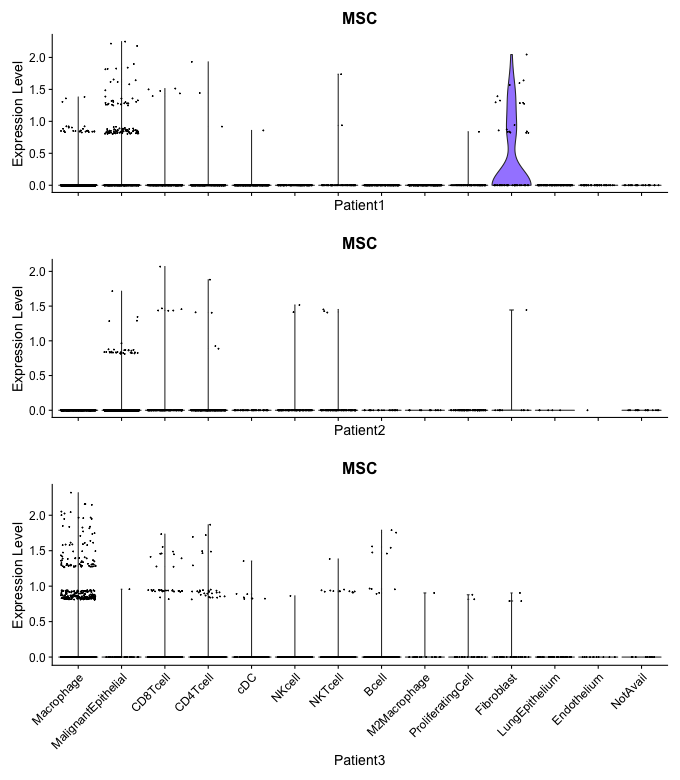 MSC
Expression Level
2.0
1.5
1.0
0.5
0.0
Patient1
MSC
Expression Level
2.0
1.5
1.0
0.5
0.0
Patient2
MSC
Expression Level
2.0
1.5
1.0
0.5
0.0
Macrophage
MalignantEpithelial
CD8Tcell
CD4Tcell
cDC
NKcell
NKTcell
Bcell
M2Macrophage
ProliferatingCell
Fibroblast
LungEpithelium
Endothelium
NotAvail
Patient3